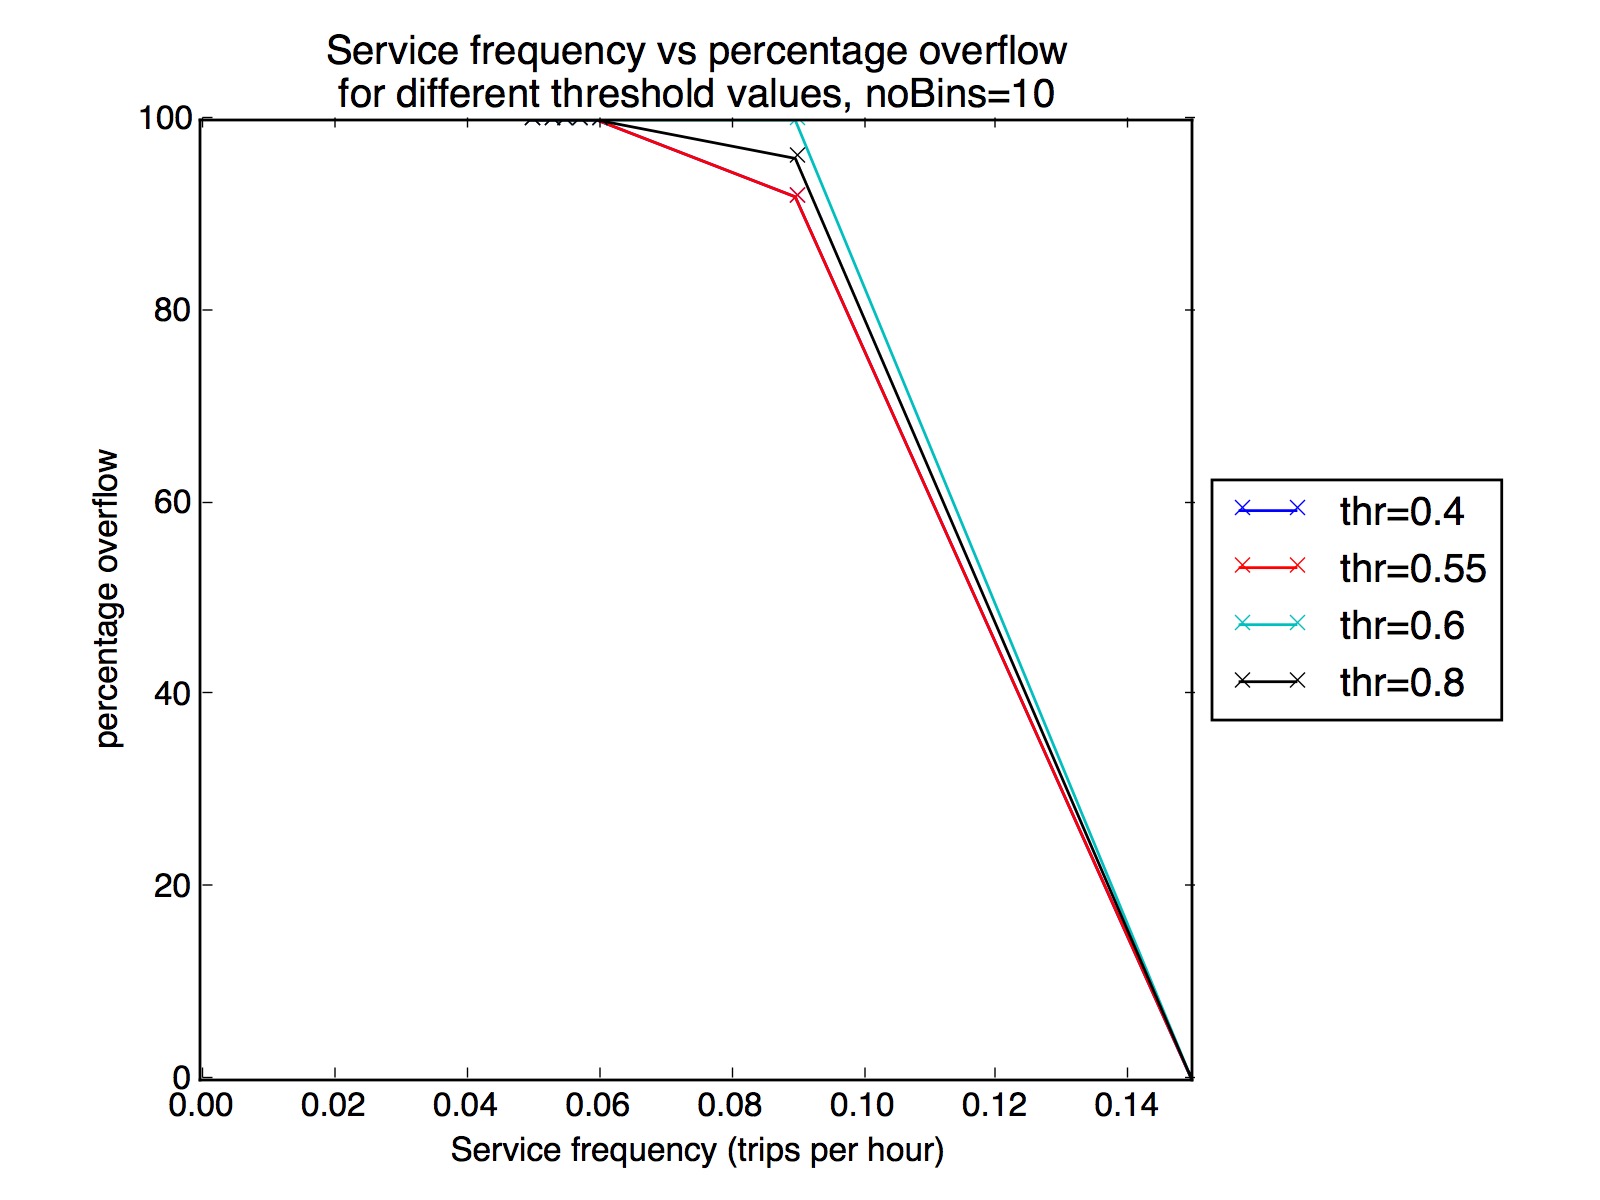 Service frequency vs percentage overflow
for different threshold values, noBins=10
100
80
60
40
20
0
percentage overflow
0.00 0.02 0.04 0.06 0.08 0.10 0.12 0.14
Service frequency (trips per hour)
thr=0.4
thr=0.55
thr=0.6
thr=0.8